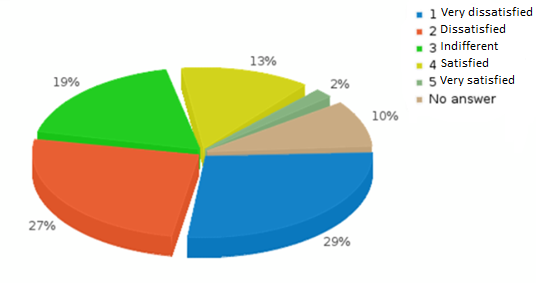 1 Very dissatisfied
2 Dissatisfied
3 Indifferent
4 Satisfied
5 Very satisfied
No answer
13%
2%
10%
19%
27%
29%